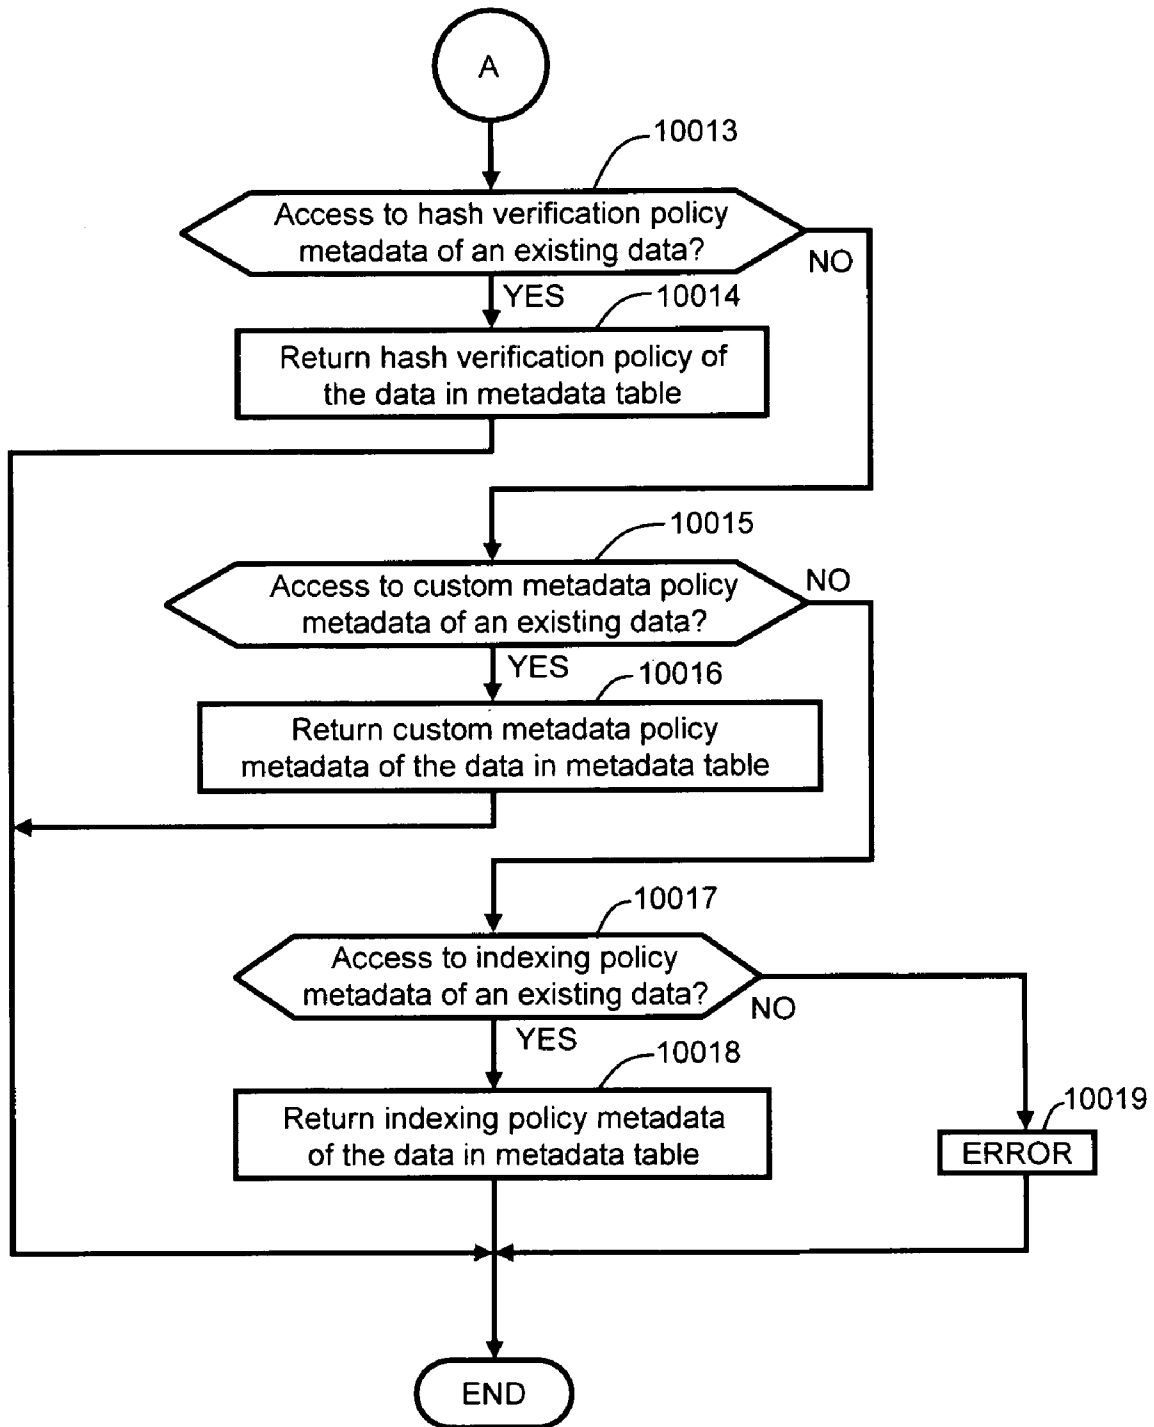 A
10013
Access to hash verification policy
metadata of an existing data?
NO
YES
10014
Return hash verification policy of
the data in metadata table
10015
Access to custom metadata policy
metadata of an existing data?
NO
YES
10016
Return custom metadata policy
metadata of the data in metadata table
10017
Access to indexing policy
metadata of an existing data?
NO
YES
10018
Return indexing policy metadata
of the data in metadata table
10019
ERROR
END